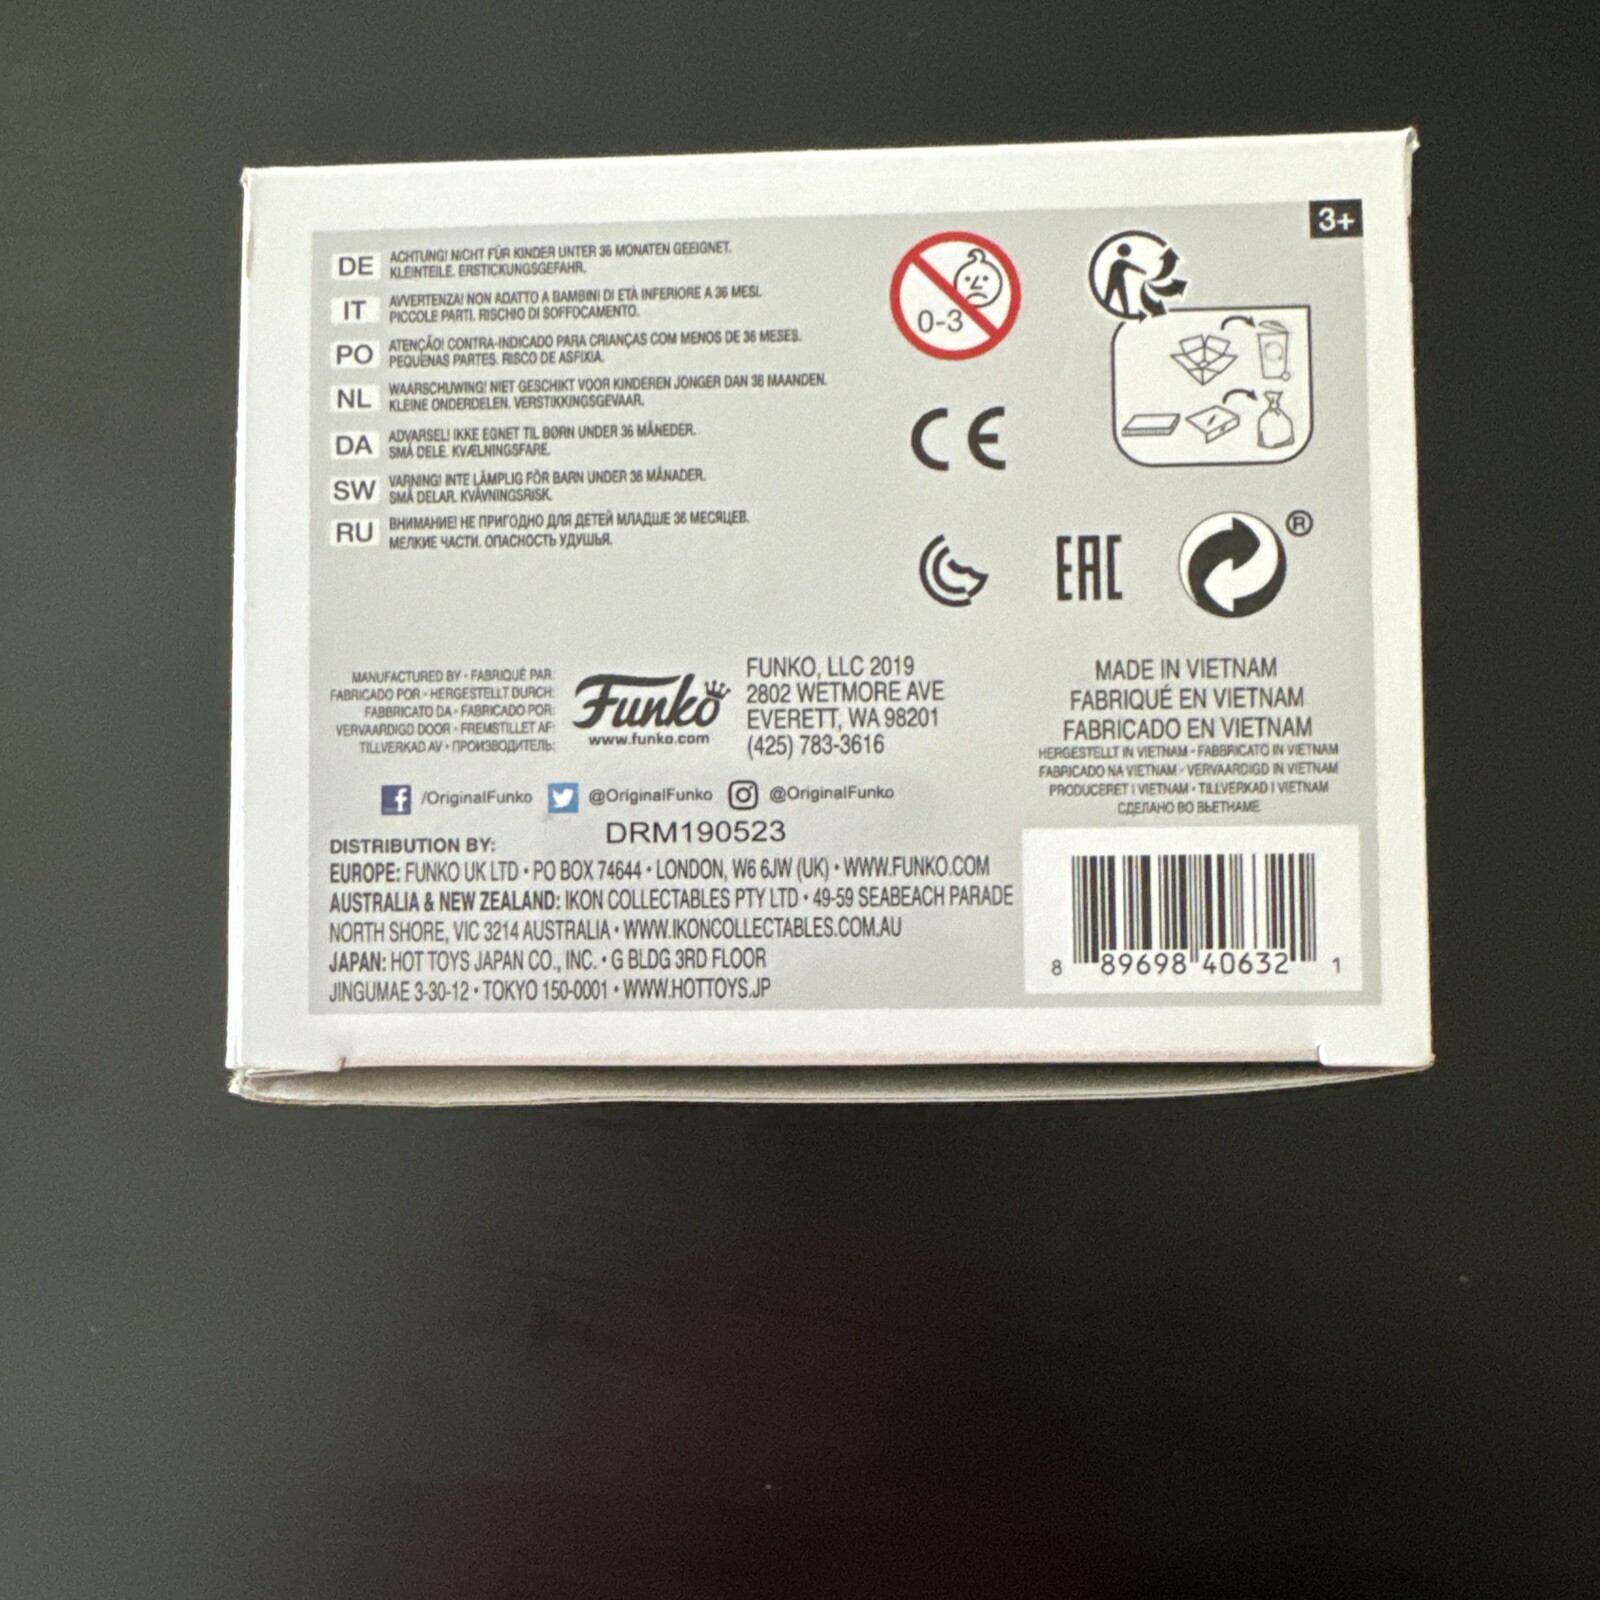 3+
DE ACHTUNG! NICHT FÜR KINDER UNTER 36 MONATEN GEEIGNET.
KLEINTEILE. ERSTICKUNGSGEFAHR.
IT AVVERTENZA! NON ADATTO A BAMBINI DI ETÀ INFERIORE A 36 MESI.
PICCOLE PARTI. RISCHIO DI SOFFOCAMENTO.
PO ATENÇÃO! CONTRA-INDICADO PARA CRIANÇAS COM MENOS DE 36 MESES.
PEQUENAS PARTES. RISCO DE ASFIXIA.
NL WAARSCHUWING! NIET GESCHIKT VOOR KINDEREN JONGER DAN 36 MAANDEN.
KLEINE ONDERDELEN. VERSTIKKINGSGEVAAR.
DA ADVARSEL! IKKE EGNET TIL BØRN UNDER 36 MÅNEDER.
SMÅ DELE. KVÆLNINGSFARE.
SW VARNING! INTE LÄMPLIG FÖR BARN UNDER 36 MÅNADER.
SMÅ DELAR. KVÄVNINGSRISK.
RU ВНИМАНИЕ! НЕ ПРИГОДНО ДЛЯ ДЕТЕЙ МЛАДШЕ 36 МЕСЯЦЕВ.
МЕЛКИЕ ЧАСТИ. ОПАСНОСТЬ УДУШЬЯ.
0-3
CE
EAC
®
MANUFACTURED BY • FABRIQUÉ PAR:
FABRICADO POR • HERGESTELLT DURCH:
FABBRICATO DA • FABRICADO POR:
VERVAARDIGD DOOR • FREMSTILLET AF:
TILLVERKAD AV • ПРОИЗВОДИТЕЛЬ:
Funko
www.funko.com
FUNKO, LLC 2019
2802 WETMORE AVE
EVERETT, WA 98201
(425) 783-3616
MADE IN VIETNAM
FABRIQUÉ EN VIETNAM
FABRICADO EN VIETNAM
HERGESTELLT IN VIETNAM • FABBRICATO IN VIETNAM
FABRICADO NA VIETNAM • VERVAARDIGD IN VIETNAM
PRODUCERET I VIETNAM • TILLVERKAD I VIETNAM
СДЕЛАНО ВО ВЬЕТНАМЕ
f /OriginalFunko @OriginalFunko @OriginalFunko
DRM190523
DISTRIBUTION BY:
EUROPE: FUNKO UK LTD • PO BOX 74644 • LONDON, W6 6JW (UK) • WWW.FUNKO.COM
AUSTRALIA & NEW ZEALAND: IKON COLLECTABLES PTY LTD • 49-59 SEABEACH PARADE
NORTH SHORE, VIC 3214 AUSTRALIA • WWW.IKONCOLLECTABLES.COM.AU
JAPAN: HOT TOYS JAPAN CO., INC. • G BLDG 3RD FLOOR
JINGUMAE 3-30-12 • TOKYO 150-0001 • WWW.HOTTOYS.JP
8 89698 40632 1